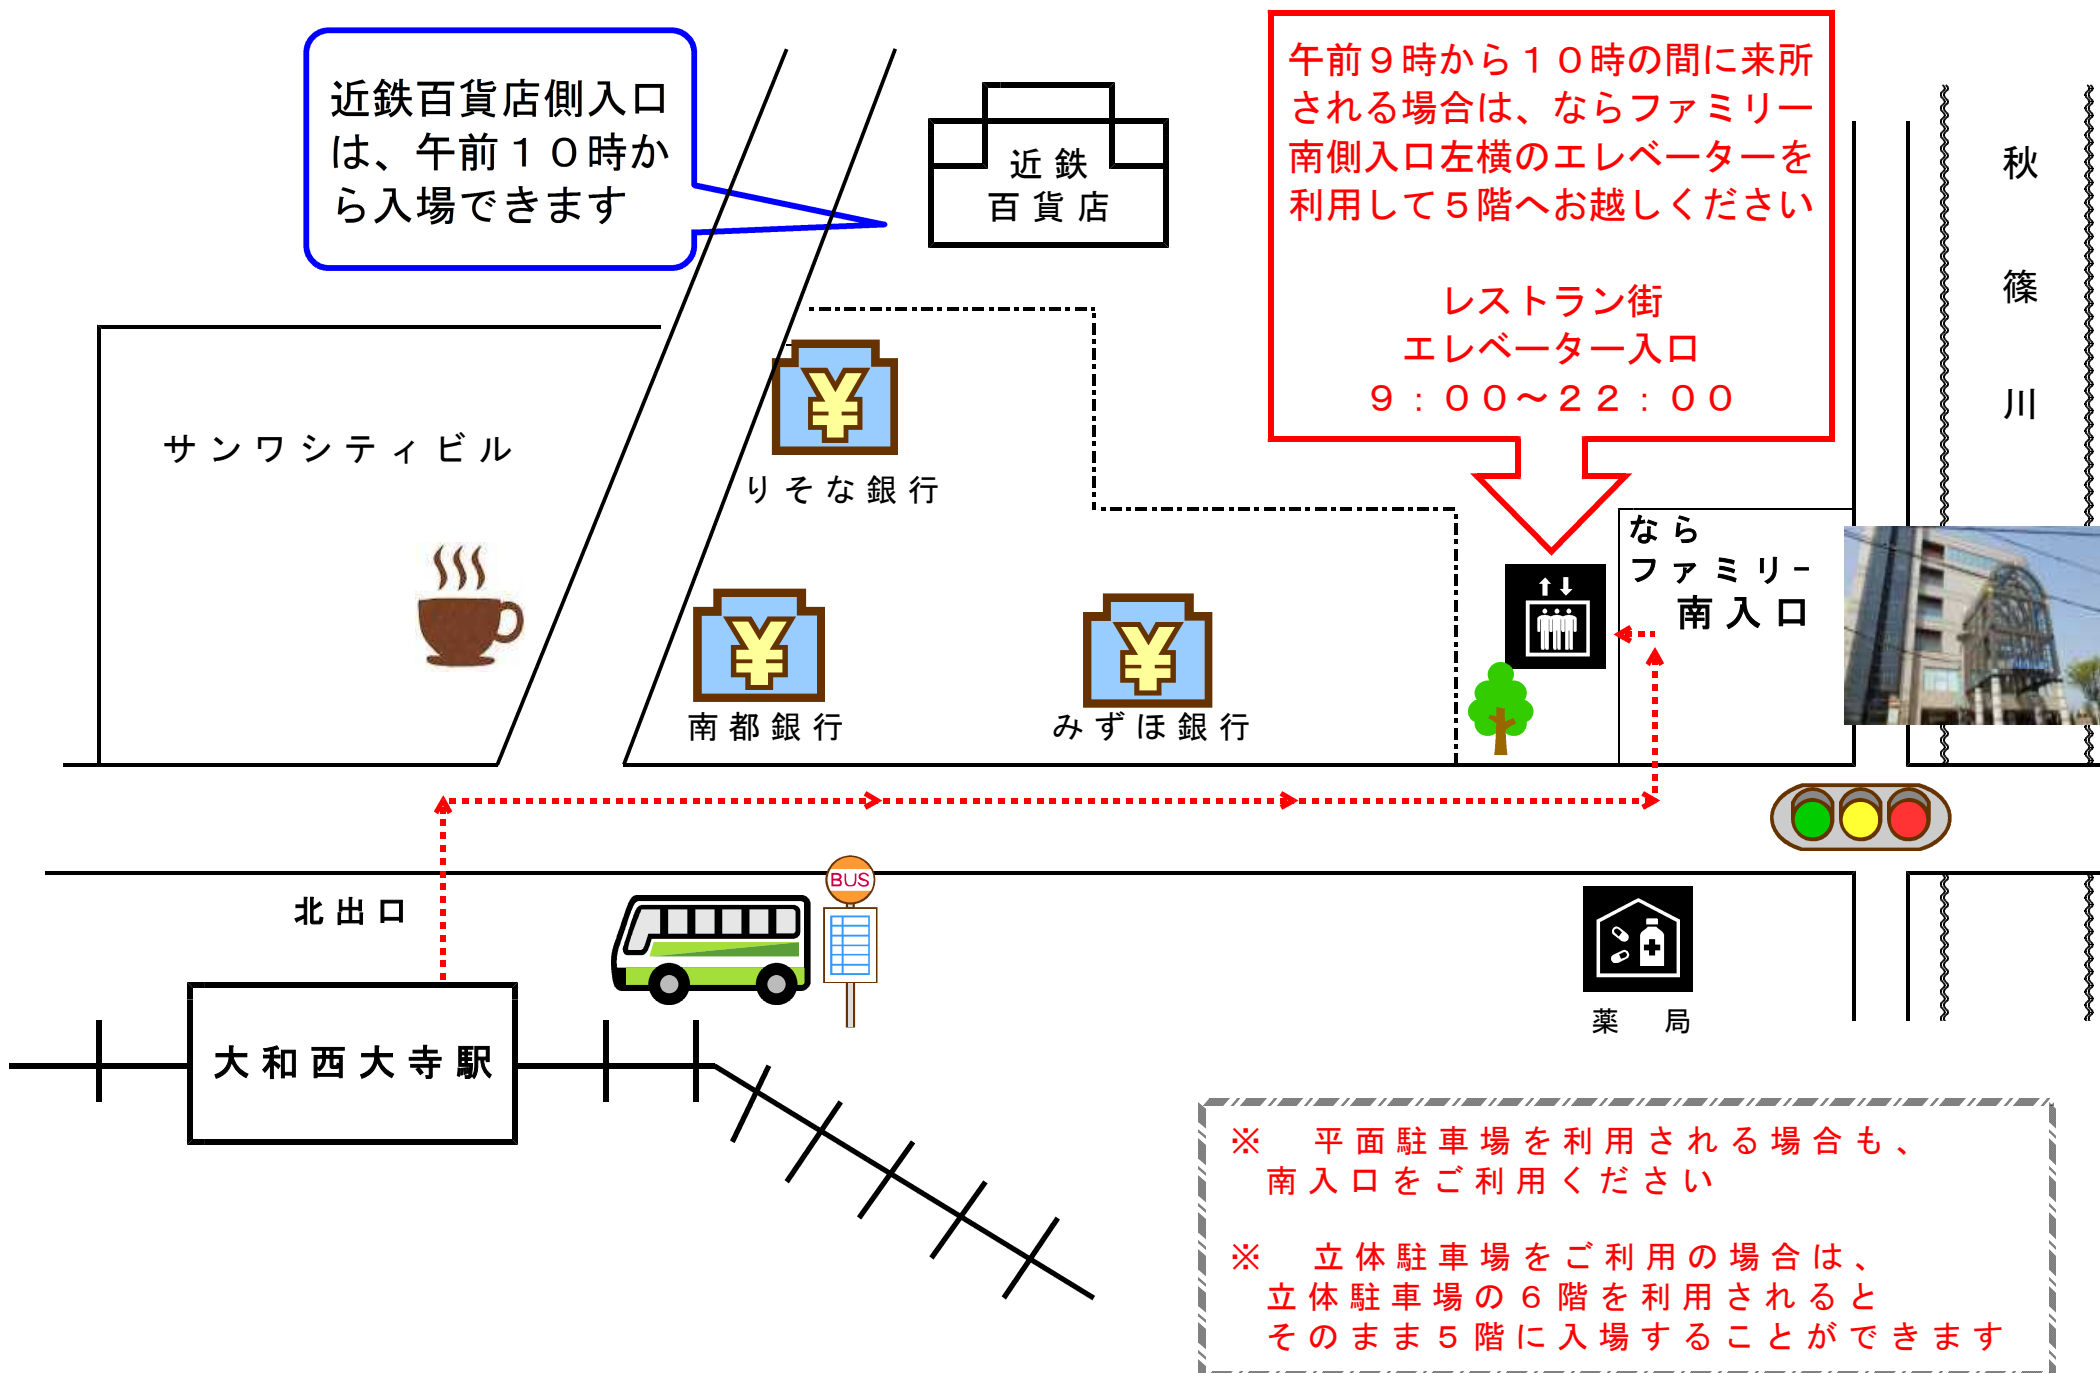 近鉄百貨店側入口
は、午前１０時か
ら入場できます
近鉄
百貨店
午前９時から１０時の間に来所
される場合は、ならファミリー
南側入口左横のエレベーターを
利用して５階へお越しください
レストラン街
エレベーター入口
９：００～２２：００
秋
篠
川
サンワシティビル
りそな銀行
なら
ファミリー
南入口
南都銀行
みずほ銀行
北出口
BUS
薬　局
大和西大寺駅
※　平面駐車場を利用される場合も、
南入口をご利用ください
※　立体駐車場をご利用の場合は、
立体駐車場の６階を利用されると
そのまま５階に入場することができます